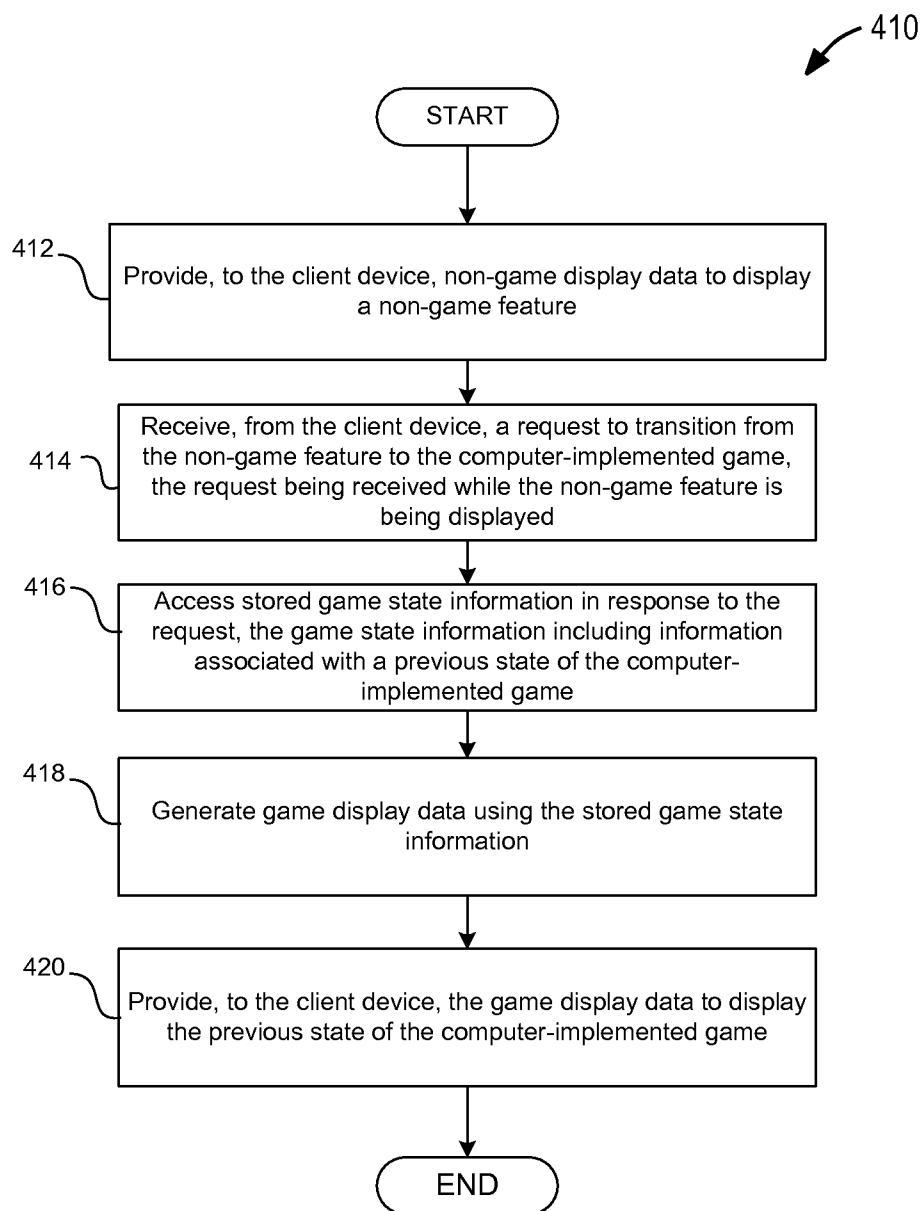 410
START
412
Provide, to the client device, non-game display data to display
a non-game feature
414
Receive, from the client device, a request to transition from
the non-game feature to the computer-implemented game,
the request being received while the non-game feature is
being displayed
416
Access stored game state information in response to the
request, the game state information including information
associated with a previous state of the computer-
implemented game
418
Generate game display data using the stored game state
information
420
Provide, to the client device, the game display data to display
the previous state of the computer-implemented game
END